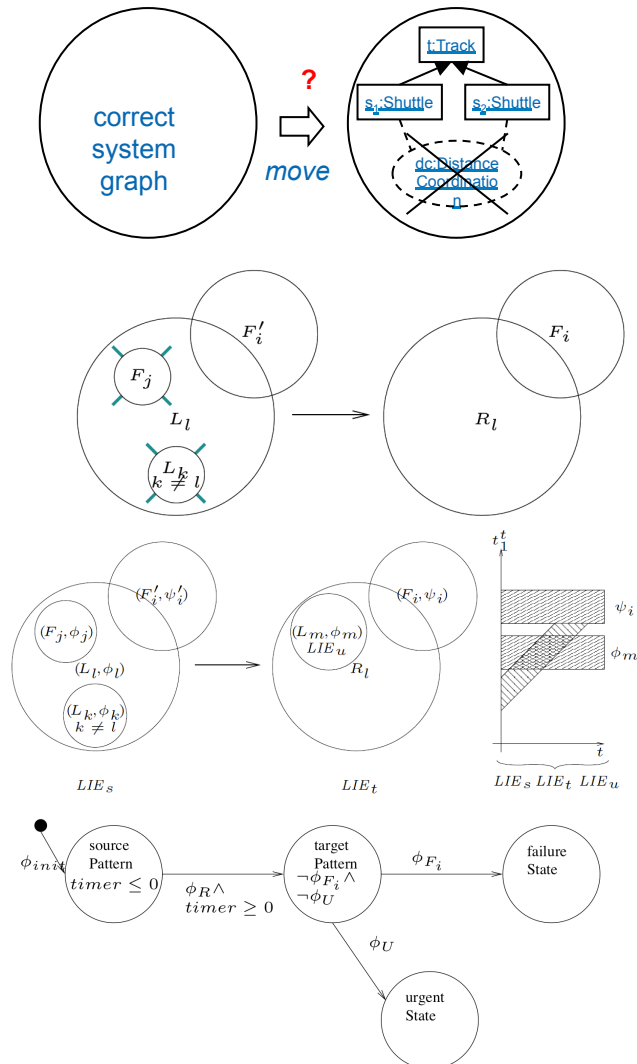 t:Track
?
s1:Shuttle
s2:Shuttle
correct
system
graph
move
dc:Distance
Coordinatio
n
F′i
Fi
Fj
Ll
Rl
Lk
k ≠ l
(F′i, ψ′i)
(Fj, ϕj)
(Ll, ϕl)
(Lk, ϕk)
k ≠ l
LIEs
(Fi, ψi)
(Lm, ϕm)
LIEu
Rl
LIEt
t1t
ψi
ϕm
t
LIEs LIEt LIEu
ϕinit
source
Pattern
timer ≤ 0
ϕR∧
timer ≥ 0
target
Pattern
¬ϕFi∧
¬ϕU
ϕFi
failure
State
ϕU
urgent
State